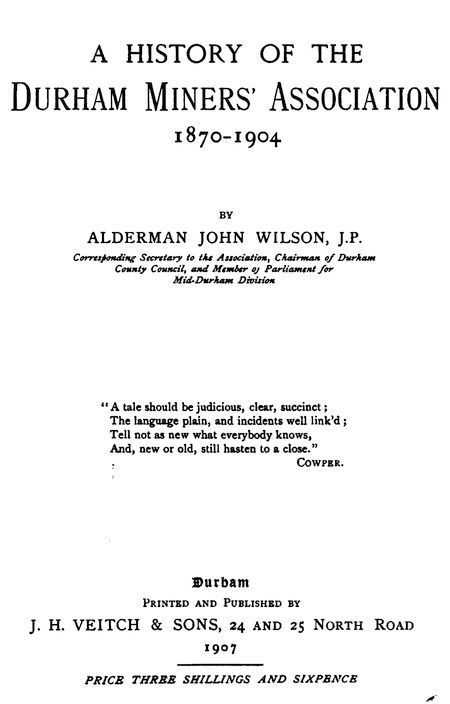 A HISTORY OF THE
DURHAM MINERS' ASSOCIATION
1870-1904
BY
ALDERMAN JOHN WILSON, J.P.
Corresponding Secretary to the Association, Chairman of Durham
County Council, and Member of Parliament for
Mid-Durham Division
"A tale should be judicious, clear, succinct;
The language plain, and incidents well link'd;
Tell not as new what everybody knows,
And, new or old, still hasten to a close."
COWPER.
Durham
PRINTED AND PUBLISHED BY
J. H. VEITCH & SONS, 24 AND 25 NORTH ROAD
1907
PRICE THREE SHILLINGS AND SIXPENCE